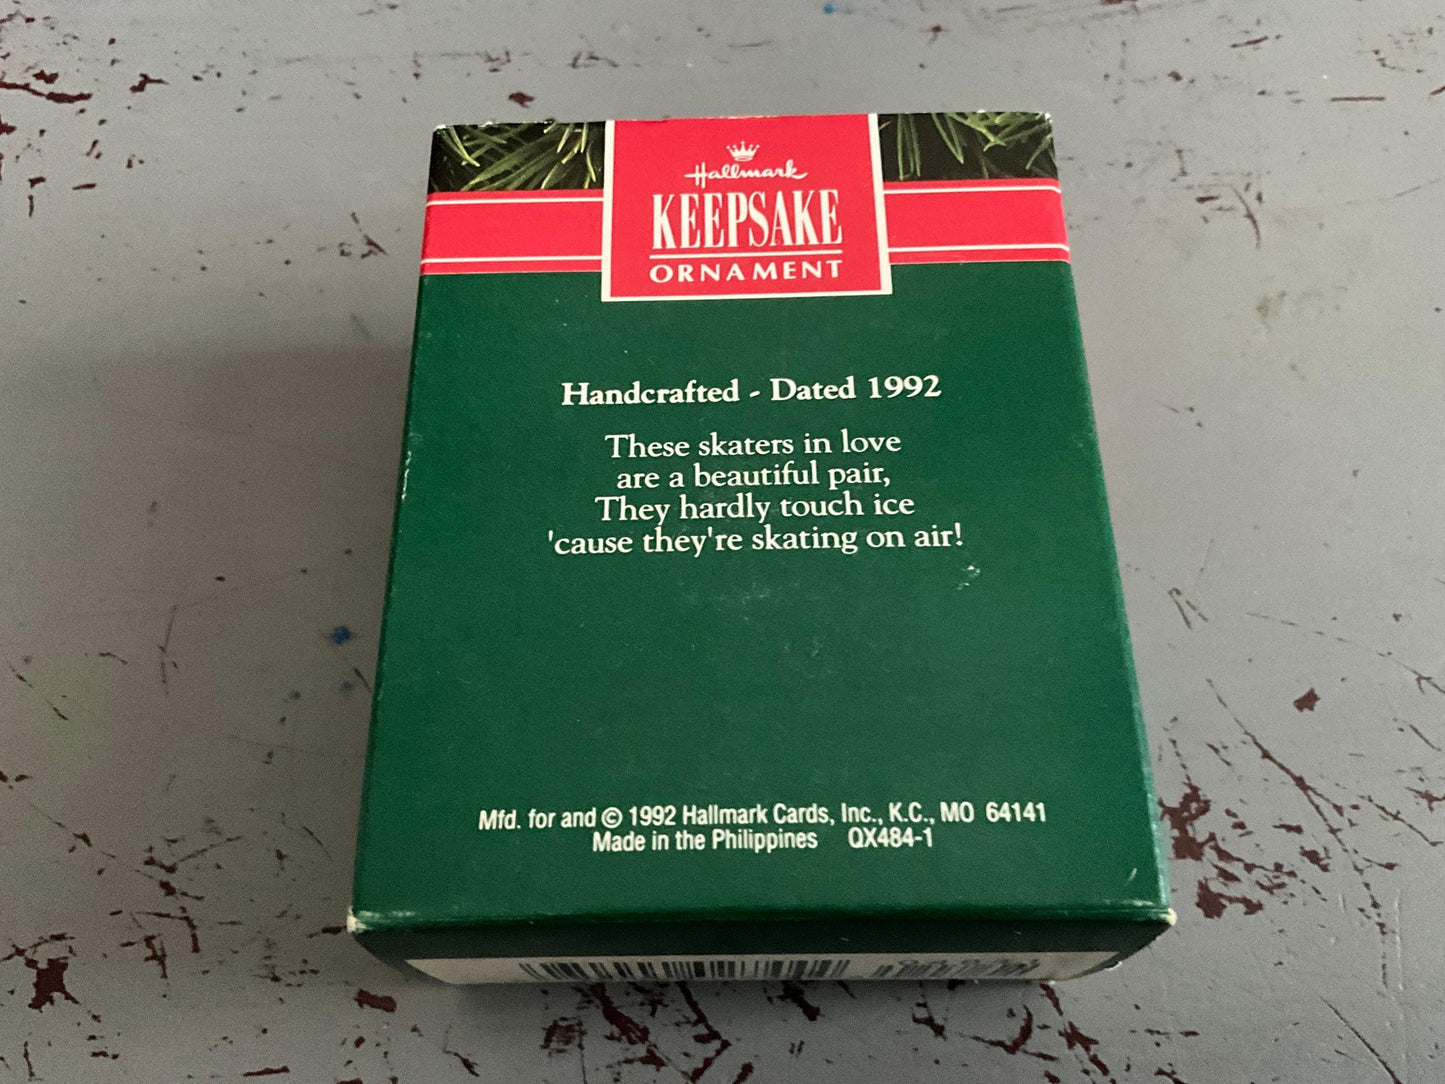 Hallmark
KEEPSAKE
ORNAMENT
Handcrafted - Dated 1992
These skaters in love
are a beautiful pair,
They hardly touch ice
'cause they're skating on air!
Mfd. for and © 1992 Hallmark Cards, Inc., K.C., MO 64141
Made in the Philippines QX484-1